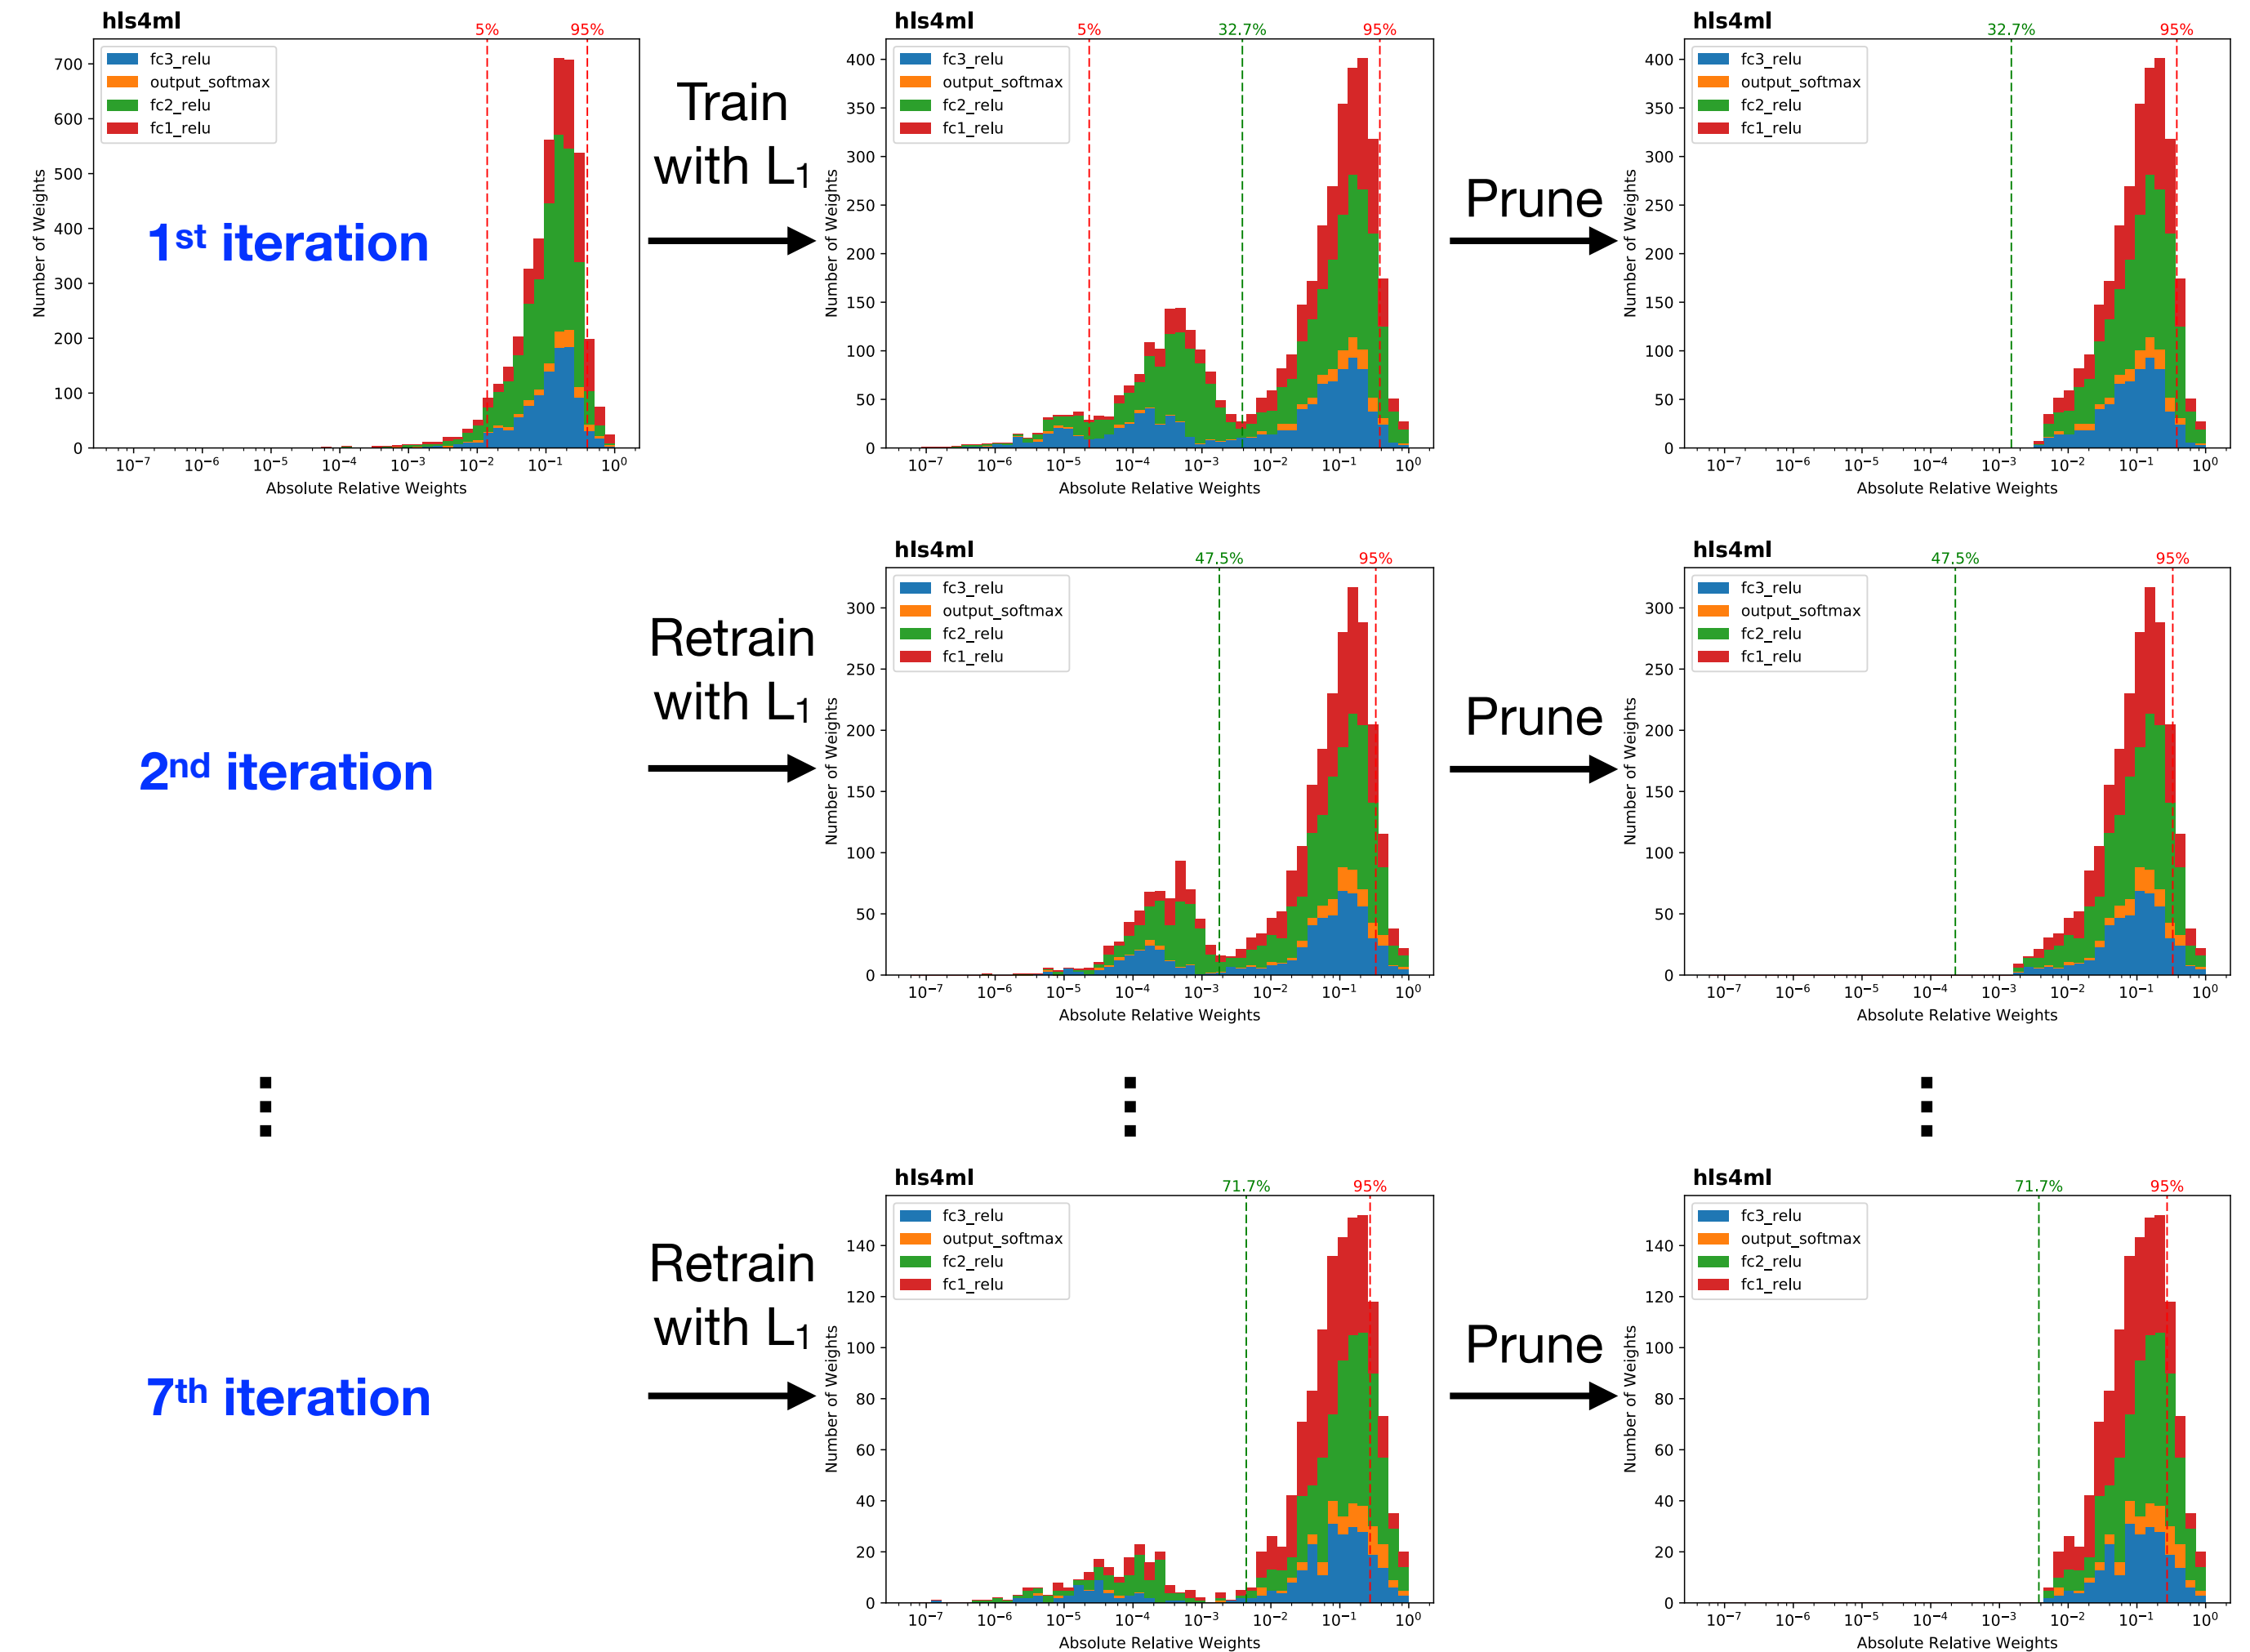 hls4ml
5% 95%
fc3_relu
output_softmax
fc2_relu
fc1_relu
700
600
500
400
300
200
100
0
Number of Weights
10⁻⁷ 10⁻⁶ 10⁻⁵ 10⁻⁴ 10⁻³ 10⁻² 10⁻¹ 10⁰
Absolute Relative Weights
1st iteration
Train
with L₁
hls4ml
5% 32.7% 95%
fc3_relu
output_softmax
fc2_relu
fc1_relu
400
350
300
250
200
150
100
50
0
Number of Weights
10⁻⁷ 10⁻⁶ 10⁻⁵ 10⁻⁴ 10⁻³ 10⁻² 10⁻¹ 10⁰
Absolute Relative Weights
Prune
hls4ml
32.7% 95%
fc3_relu
output_softmax
fc2_relu
fc1_relu
400
350
300
250
200
150
100
50
0
Number of Weights
10⁻⁷ 10⁻⁶ 10⁻⁵ 10⁻⁴ 10⁻³ 10⁻² 10⁻¹ 10⁰
Absolute Relative Weights
2nd iteration
Retrain
with L₁
hls4ml
47.5% 95%
fc3_relu
output_softmax
fc2_relu
fc1_relu
300
250
200
150
100
50
0
Number of Weights
10⁻⁷ 10⁻⁶ 10⁻⁵ 10⁻⁴ 10⁻³ 10⁻² 10⁻¹ 10⁰
Absolute Relative Weights
Prune
hls4ml
47.5% 95%
fc3_relu
output_softmax
fc2_relu
fc1_relu
300
250
200
150
100
50
0
Number of Weights
10⁻⁷ 10⁻⁶ 10⁻⁵ 10⁻⁴ 10⁻³ 10⁻² 10⁻¹ 10⁰
Absolute Relative Weights
7th iteration
Retrain
with L₁
hls4ml
71.7% 95%
fc3_relu
output_softmax
fc2_relu
fc1_relu
140
120
100
80
60
40
20
0
Number of Weights
10⁻⁷ 10⁻⁶ 10⁻⁵ 10⁻⁴ 10⁻³ 10⁻² 10⁻¹ 10⁰
Absolute Relative Weights
Prune
hls4ml
71.7% 95%
fc3_relu
output_softmax
fc2_relu
fc1_relu
140
120
100
80
60
40
20
0
Number of Weights
10⁻⁷ 10⁻⁶ 10⁻⁵ 10⁻⁴ 10⁻³ 10⁻² 10⁻¹ 10⁰
Absolute Relative Weights